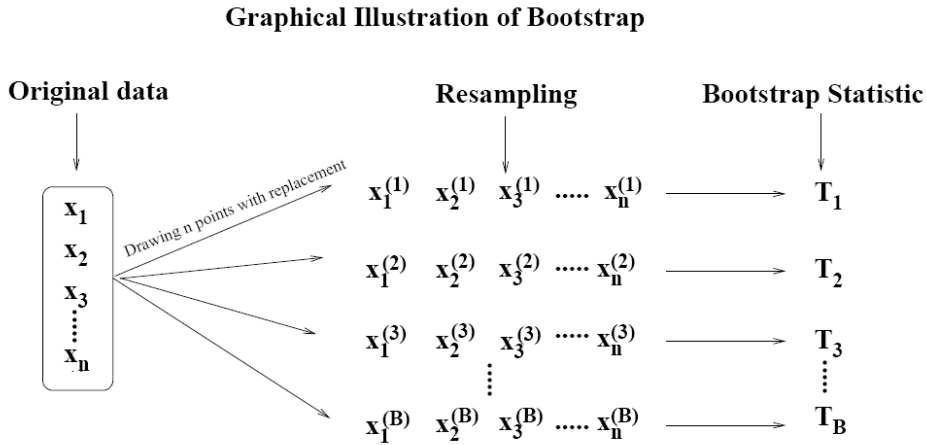 Graphical Illustration of Bootstrap
Original data
Resampling
Bootstrap Statistic
Drawing n points with replacement
x₁
x₂
x₃
⋮
xₙ
x₁⁽¹⁾ x₂⁽¹⁾ x₃⁽¹⁾ ..... xₙ⁽¹⁾ T₁
x₁⁽²⁾ x₂⁽²⁾ x₃⁽²⁾ ..... xₙ⁽²⁾ T₂
x₁⁽³⁾ x₂⁽³⁾ x₃⁽³⁾ ..... xₙ⁽³⁾ T₃
⋮ ⋮
x₁⁽ᴮ⁾ x₂⁽ᴮ⁾ x₃⁽ᴮ⁾ ..... xₙ⁽ᴮ⁾ T_B